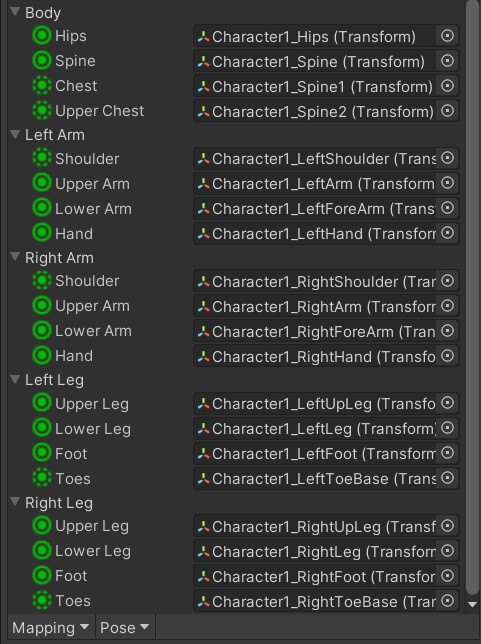 Body
Hips Character1_Hips (Transform)
Spine Character1_Spine (Transform)
Chest Character1_Spine1 (Transform)
Upper Chest Character1_Spine2 (Transform)
Left Arm
Shoulder Character1_LeftShoulder (Trans
Upper Arm Character1_LeftArm (Transform
Lower Arm Character1_LeftForeArm (Trans
Hand Character1_LeftHand (Transform
Right Arm
Shoulder Character1_RightShoulder (Tran
Upper Arm Character1_RightArm (Transforr
Lower Arm Character1_RightForeArm (Tran
Hand Character1_RightHand (Transfo
Left Leg
Upper Leg Character1_LeftUpLeg (Transfo
Lower Leg Character1_LeftLeg (Transform)
Foot Character1_LeftFoot (Transform
Toes Character1_LeftToeBase (Trans
Right Leg
Upper Leg Character1_RightUpLeg (Transf
Lower Leg Character1_RightLeg (Transforr
Foot Character1_RightFoot (Transfor
Toes Character1_RightToeBase (Tran
Mapping Pose